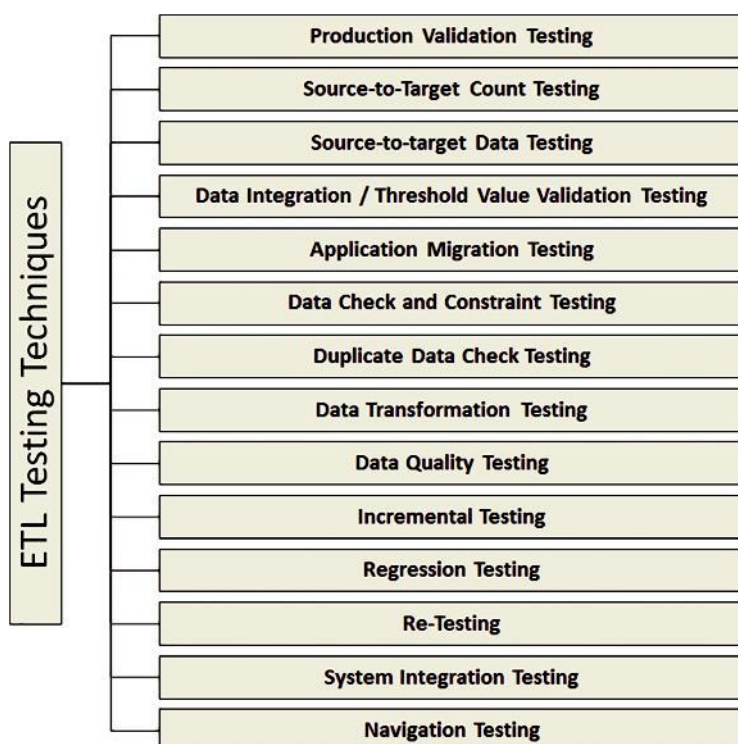 ETL Testing Techniques
Production Validation Testing
Source-to-Target Count Testing
Source-to-target Data Testing
Data Integration / Threshold Value Validation Testing
Application Migration Testing
Data Check and Constraint Testing
Duplicate Data Check Testing
Data Transformation Testing
Data Quality Testing
Incremental Testing
Regression Testing
Re-Testing
System Integration Testing
Navigation Testing